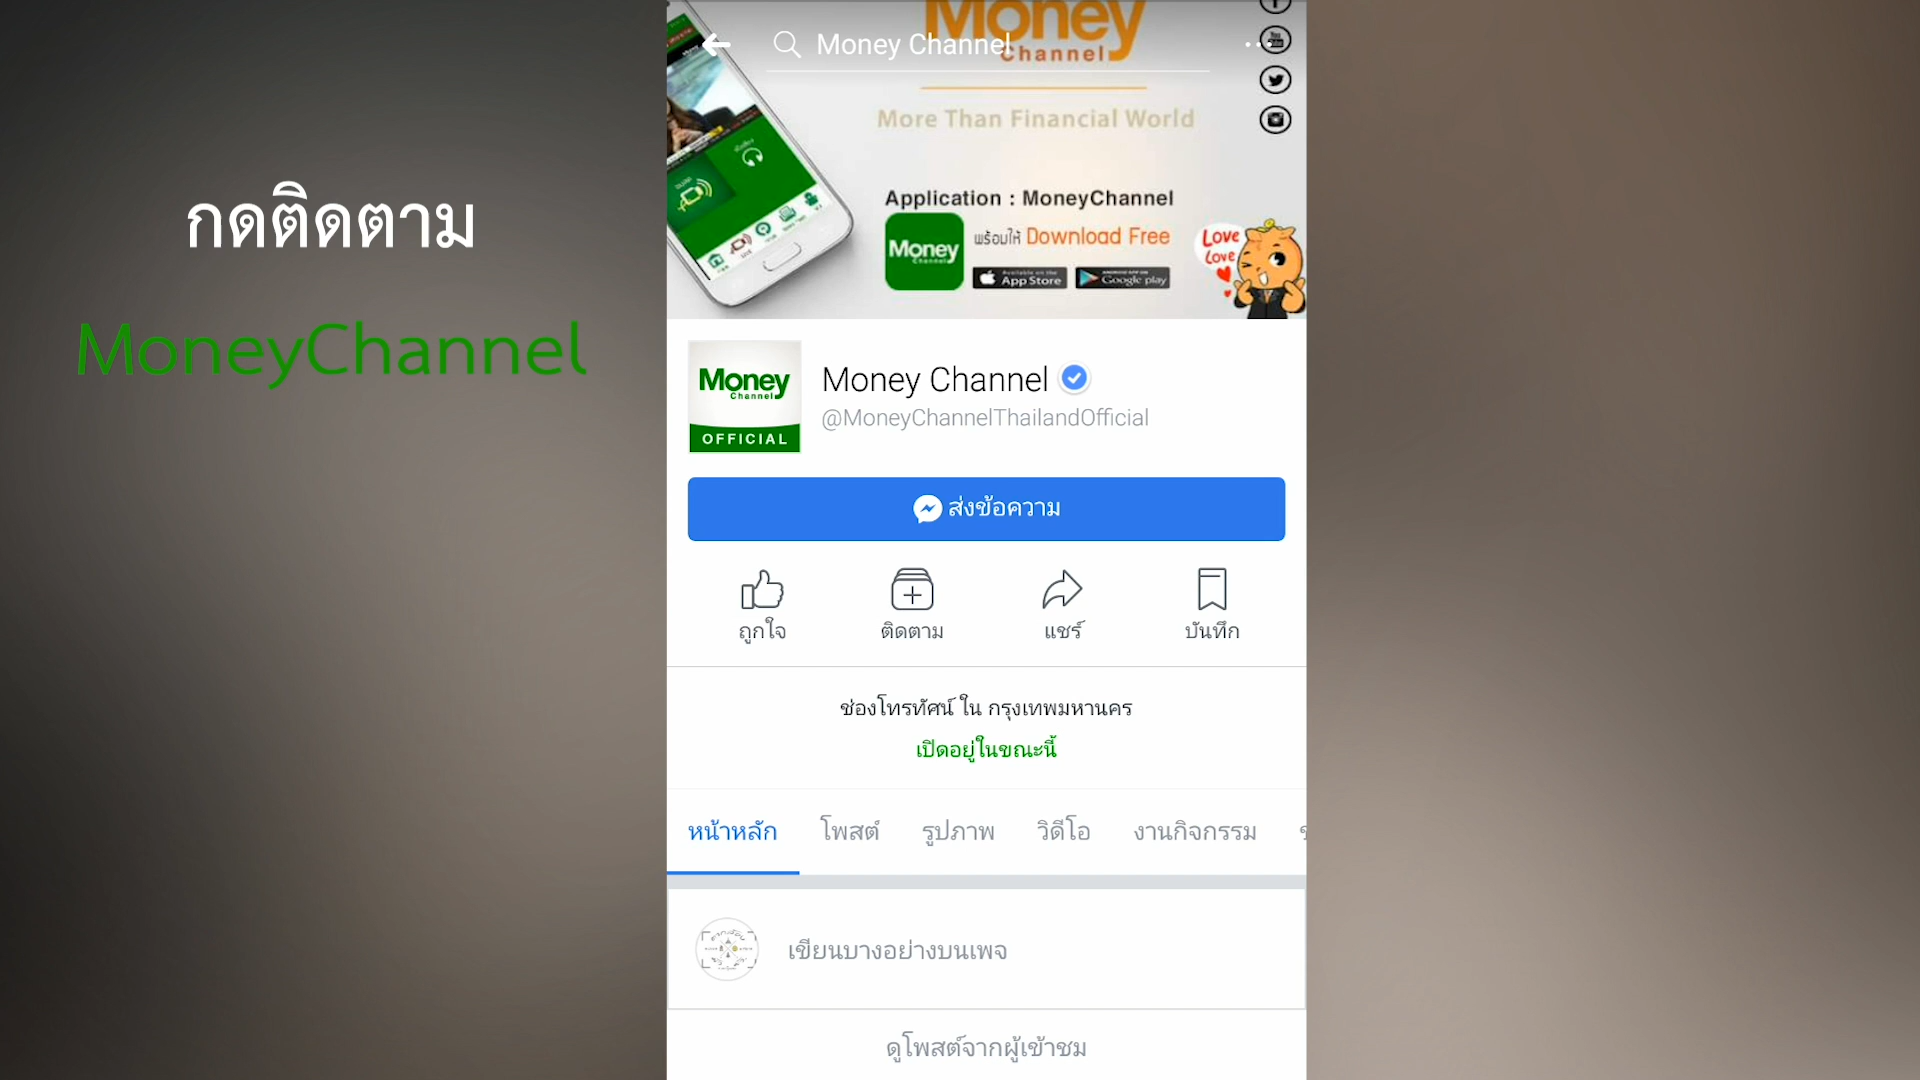 กดติดตาม
MoneyChannel
Money Channel
Money
Channel
More Than Financial World
Application : MoneyChannel
Money
Channel
พร้อมให้ Download Free
Available on the
App Store
ANDROID APP ON
Google play
Love
Love
Money
Channel
OFFICIAL
Money Channel
@MoneyChannelThailandOfficial
ส่งข้อความ
ถูกใจ ติดตาม แชร์ บันทึก
ช่องโทรทัศน์ ใน กรุงเทพมหานคร
เปิดอยู่ในขณะนี้
หน้าหลัก โพสต์ รูปภาพ วิดีโอ งานกิจกรรม
เขียนบางอย่างบนเพจ
ดูโพสต์จากผู้เข้าชม